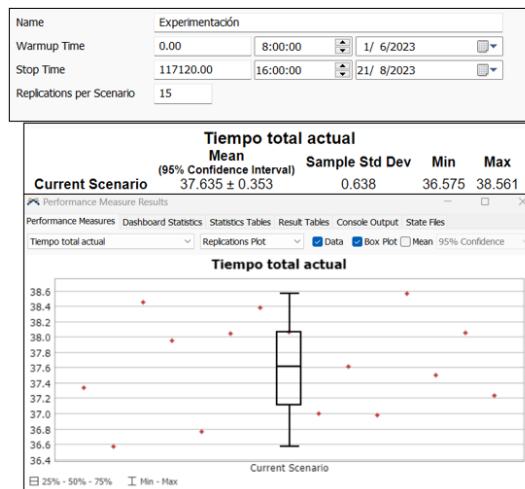 Name Experimentación
Warmup Time 0.00 8:00:00 1/ 6/2023
Stop Time 117120.00 16:00:00 21/ 8/2023
Replications per Scenario 15
Tiempo total actual
Mean (95% Confidence Interval) Sample Std Dev Min Max
Current Scenario 37.635 ± 0.353 0.638 36.575 38.561
Performance Measure Results
Performance Measures Dashboard Statistics Statistics Tables Result Tables Console Output State Files
Tiempo total actual Replications Plot Data Box Plot Mean 95% Confidence
Tiempo total actual
38.6
38.4
38.2
38.0
37.8
37.6
37.4
37.2
37.0
36.8
36.6
36.4
Current Scenario
25% - 50% - 75% Min - Max